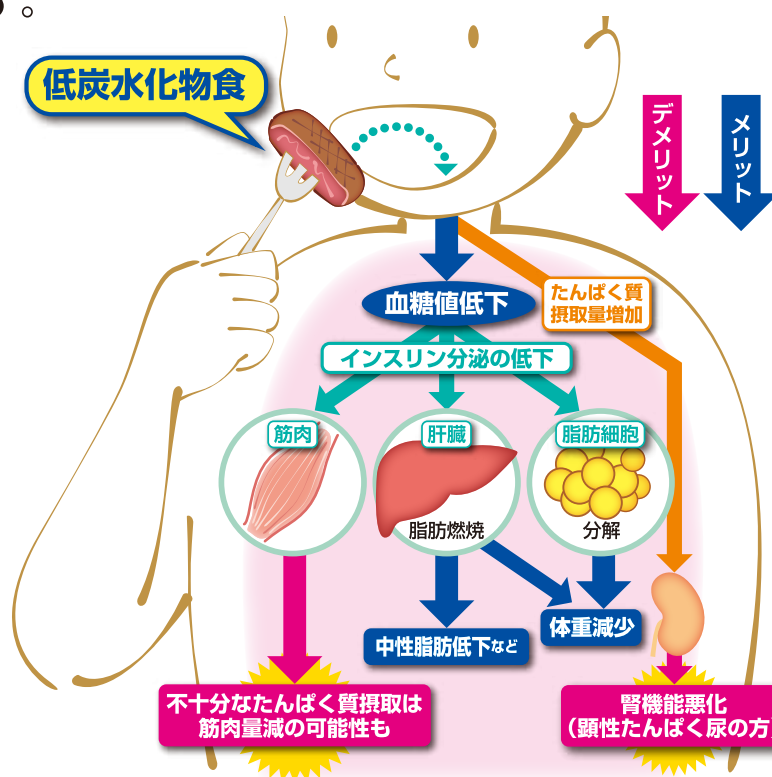 。
低炭水化物食
デメリット
メリット
血糖値低下
たんぱく質
摂取量増加
インスリン分泌の低下
筋肉
肝臓
脂肪細胞
脂肪燃焼
分解
中性脂肪低下など
体重減少
不十分なたんぱく質摂取は
筋肉量減の可能性も
腎機能悪化
（顕性たんぱく尿の方）